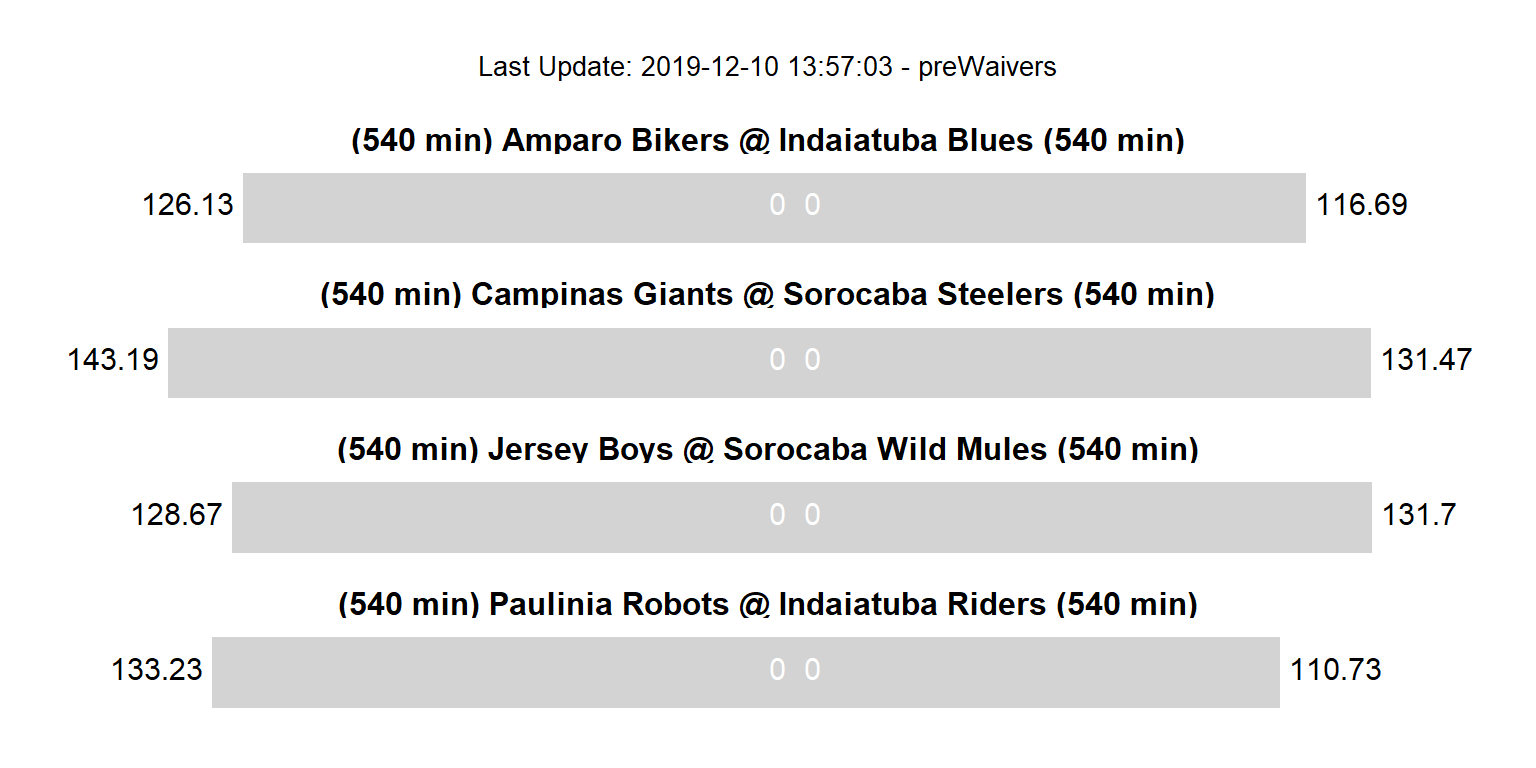 Last Update: 2019-12-10 13:57:03 - preWaivers
(540 min) Amparo Bikers @ Indaiatuba Blues (540 min)
126.13 0 0 116.69
(540 min) Campinas Giants @ Sorocaba Steelers (540 min)
143.19 0 0 131.47
(540 min) Jersey Boys @ Sorocaba Wild Mules (540 min)
128.67 0 0 131.7
(540 min) Paulinia Robots @ Indaiatuba Riders (540 min)
133.23 0 0 110.73